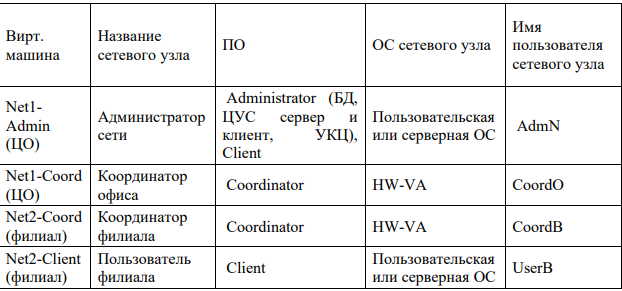 Вирт. машина
Название сетевого узла
ПО
ОС сетевого узла
Имя пользователя сетевого узла
Net1-Admin (ЦО)
Администратор сети
Administrator (БД, ЦУС сервер и клиент, УКЦ), Client
Пользовательская или серверная ОС
AdmN
Net1-Coord (ЦО)
Координатор офиса
Coordinator
HW-VA
CoordO
Net2-Coord (филиал)
Координатор филиала
Coordinator
HW-VA
CoordB
Net2-Client (филиал)
Пользователь филиала
Client
Пользовательская или серверная ОС
UserB